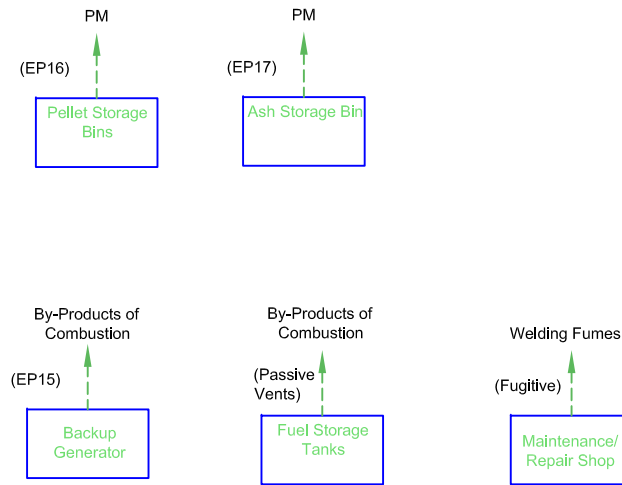 PM
(EP16)
Pellet Storage
Bins
PM
(EP17)
Ash Storage Bin
By-Products of
Combustion
(EP15)
Backup
Generator
By-Products of
Combustion
(Passive
Vents)
Fuel Storage
Tanks
Welding Fumes
(Fugitive)
Maintenance/
Repair Shop